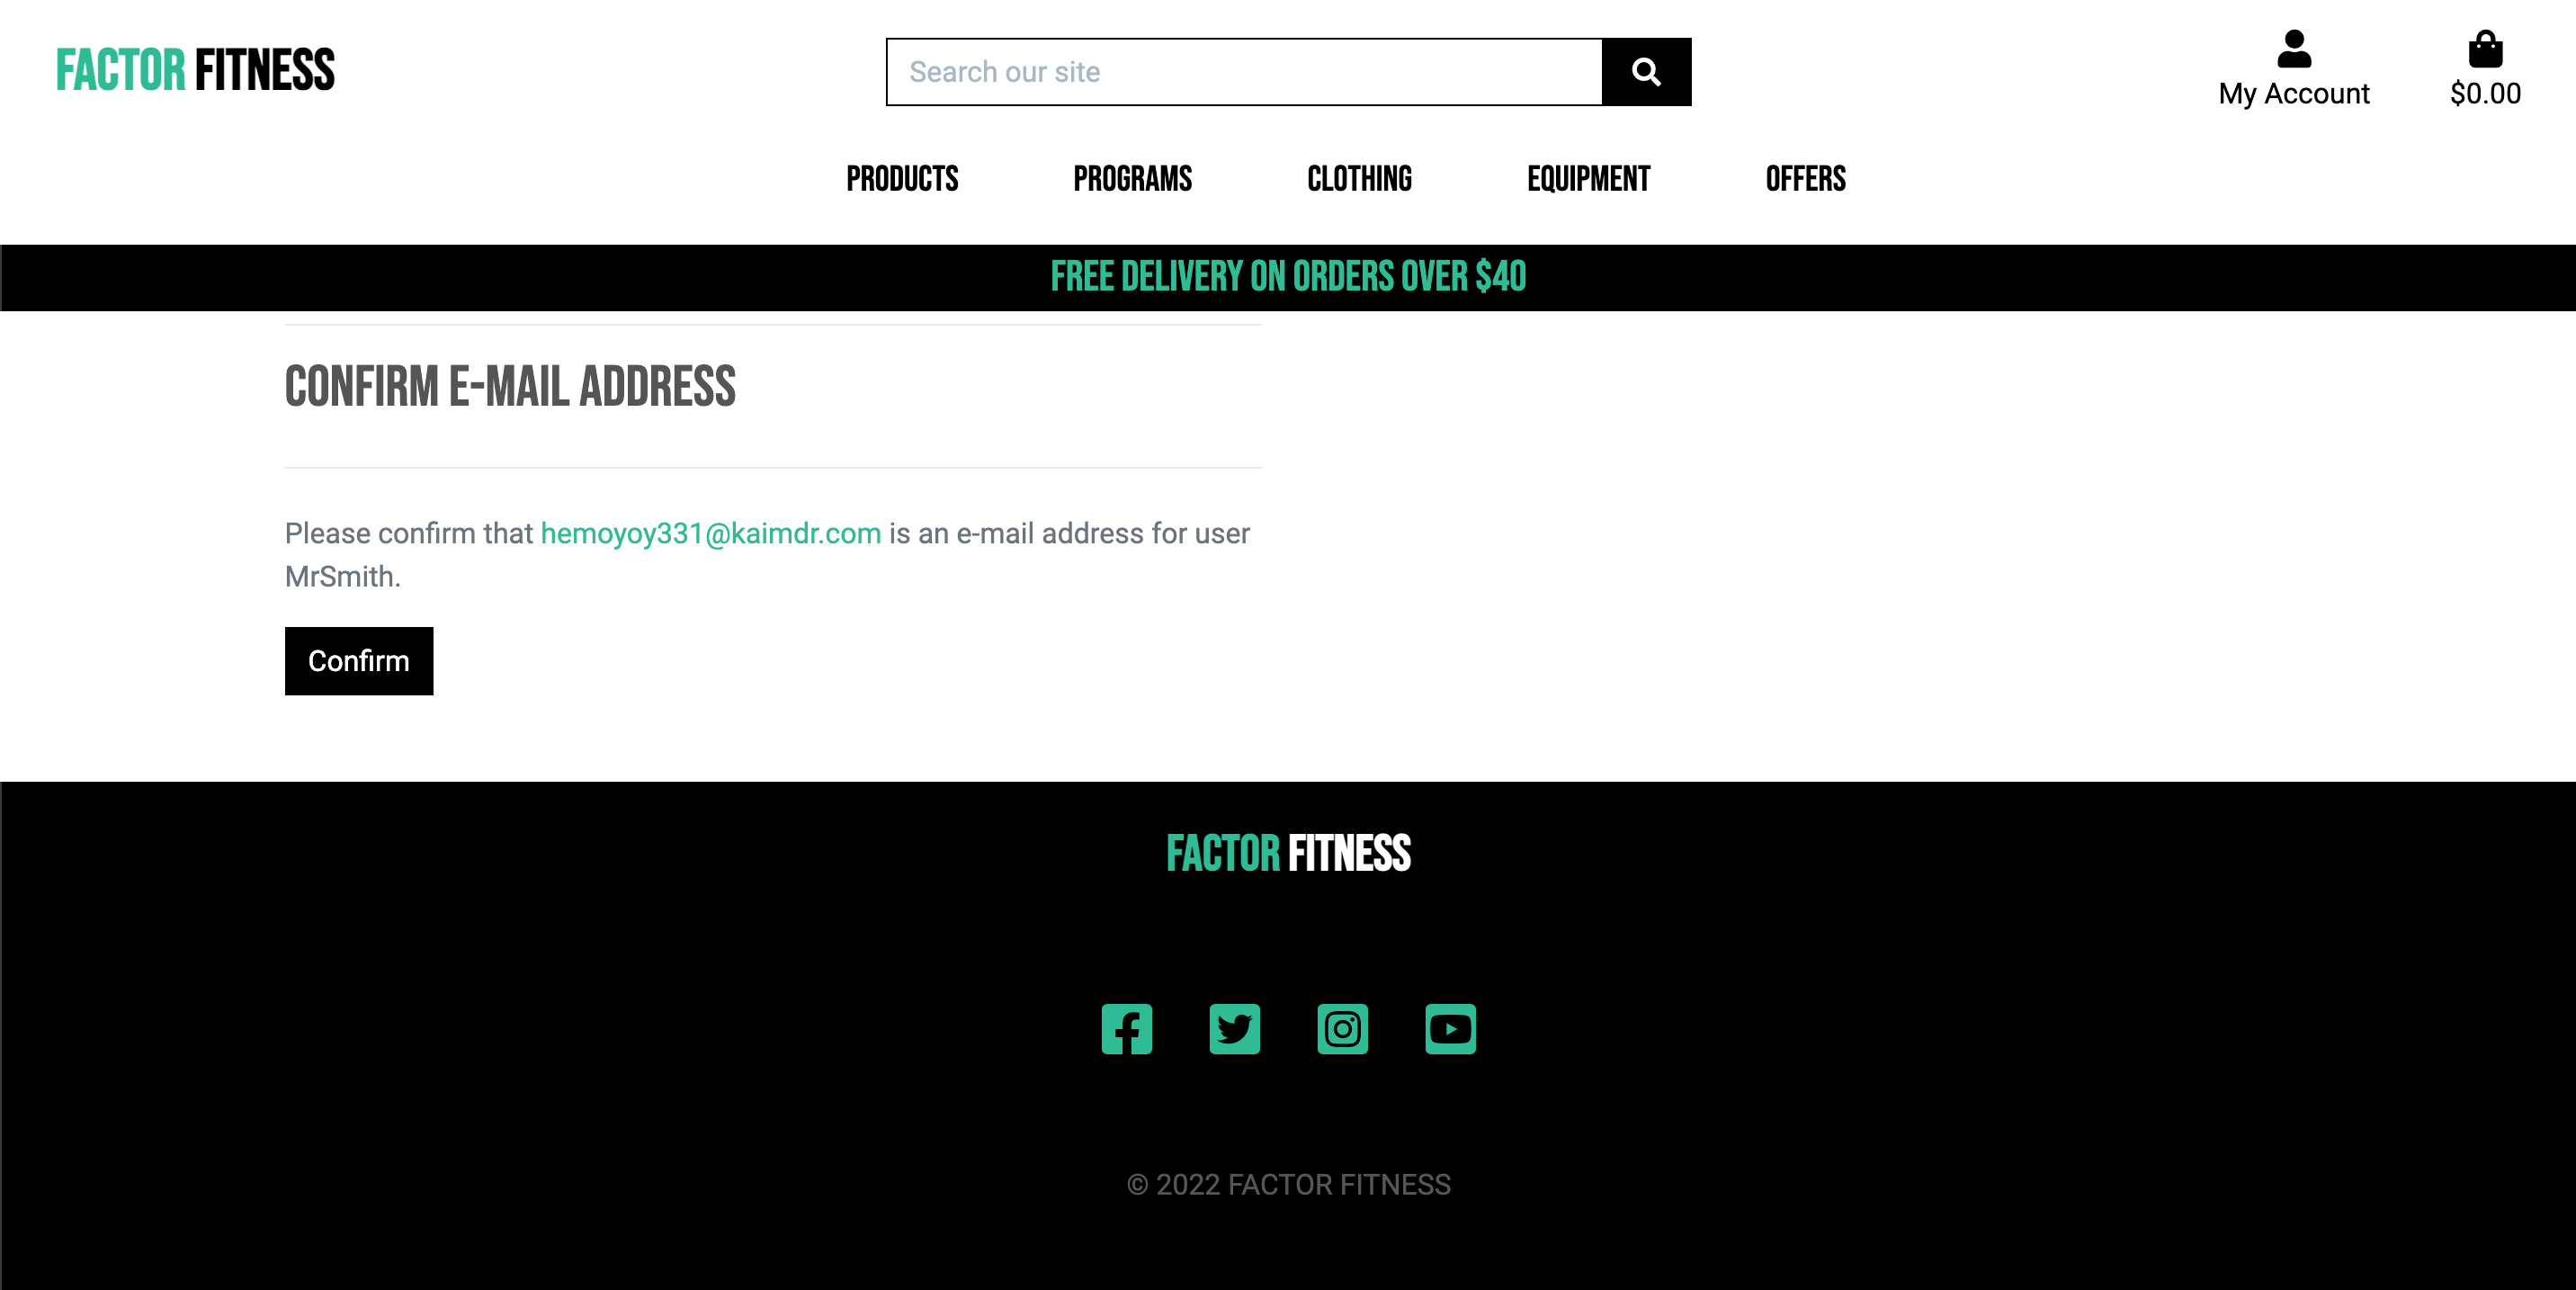 FACTOR FITNESS
Search our site
My Account
$0.00
PRODUCTS
PROGRAMS
CLOTHING
EQUIPMENT
OFFERS
FREE DELIVERY ON ORDERS OVER $40
CONFIRM E-MAIL ADDRESS
Please confirm that hemoyoy331@kaimdr.com is an e-mail address for user
MrSmith.
Confirm
FACTOR FITNESS
© 2022 FACTOR FITNESS